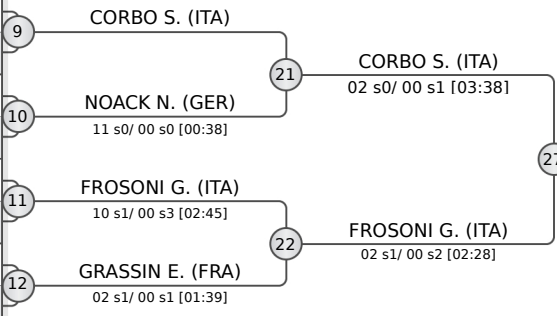 9
CORBO S. (ITA)
21
CORBO S. (ITA)
02 s0/ 00 s1 [03:38]
10
NOACK N. (GER)
11 s0/ 00 s0 [00:38]
27
11
FROSONI G. (ITA)
10 s1/ 00 s3 [02:45]
22
FROSONI G. (ITA)
02 s1/ 00 s2 [02:28]
12
GRASSIN E. (FRA)
02 s1/ 00 s1 [01:39]